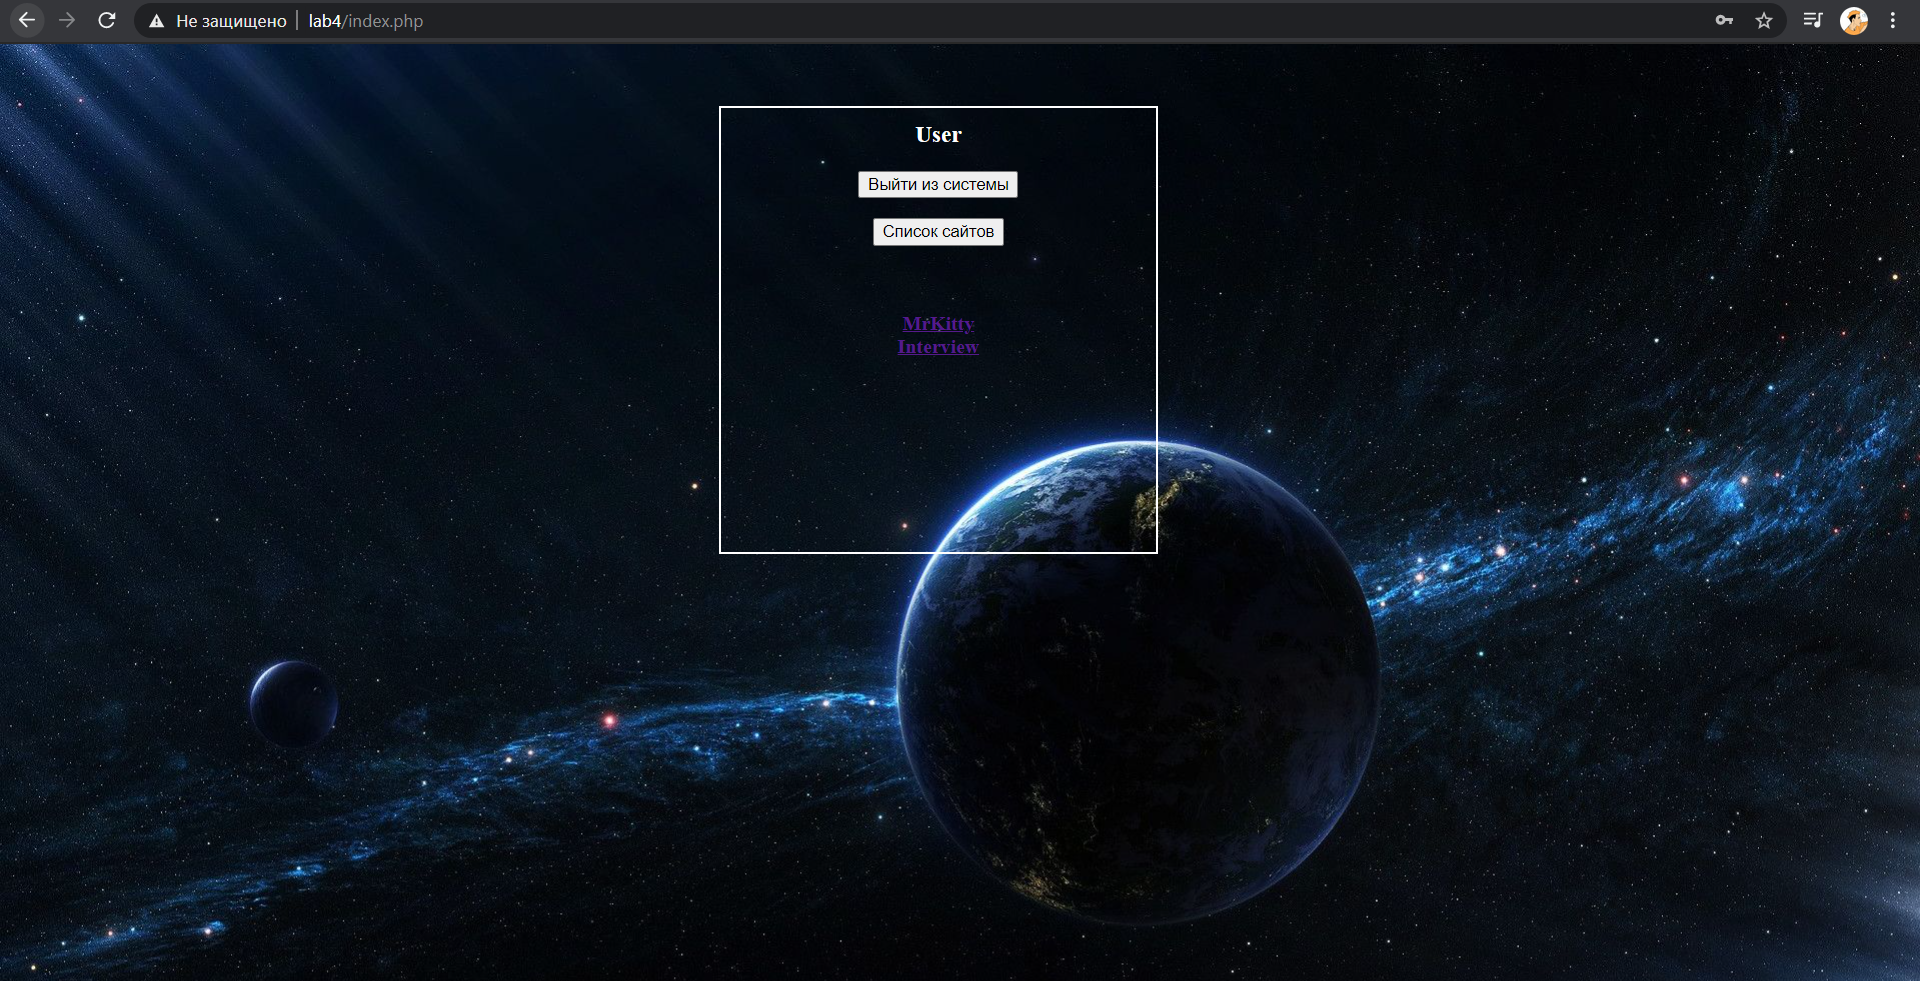 Не защищено | lab4/index.php
User
Выйти из системы
Список сайтов
MrKitty
Interview